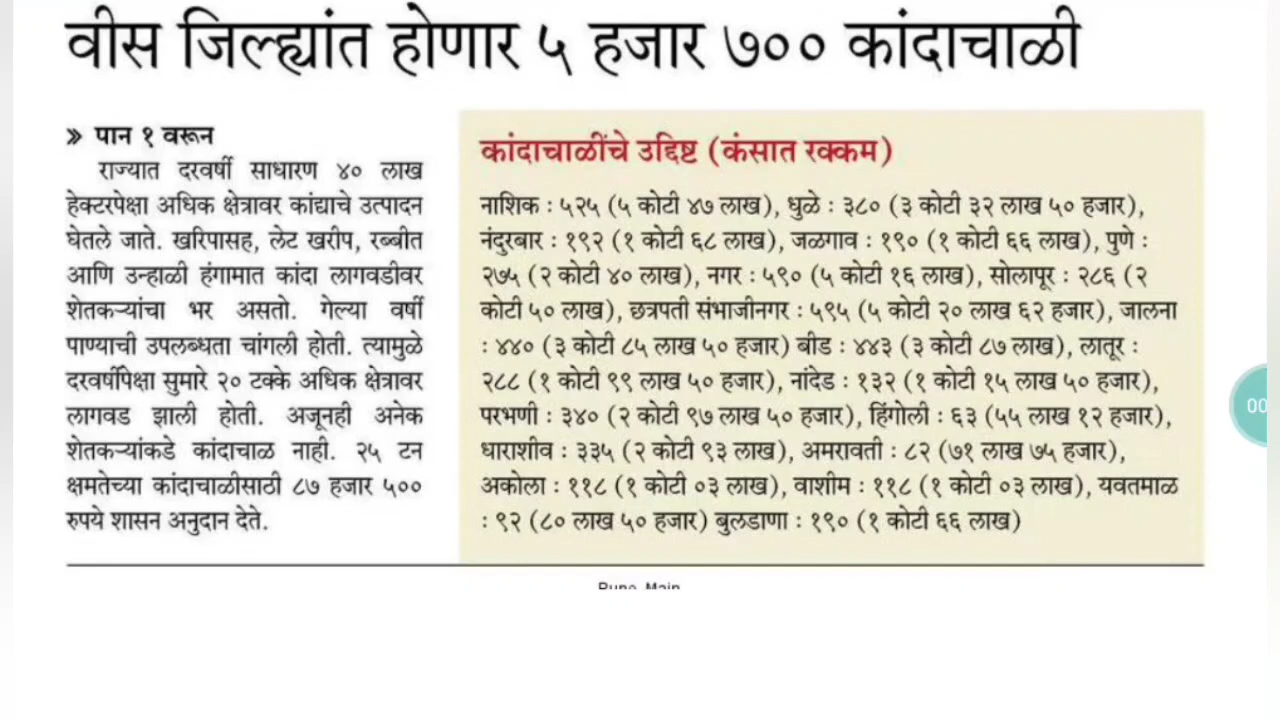 वीस जिल्ह्यांत होणार ५ हजार ७०० कांदाचाळी
» पान १ वरून
राज्यात दरवर्षी साधारण ४० लाख
हेक्टरपेक्षा अधिक क्षेत्रावर कांद्याचे उत्पादन
घेतले जाते. खरिपासह, लेट खरीप, रब्बीत
आणि उन्हाळी हंगामात कांदा लागवडीवर
शेतकऱ्यांचा भर असतो. गेल्या वर्षी
पाण्याची उपलब्धता चांगली होती. त्यामुळे
दरवर्षीपेक्षा सुमारे २० टक्के अधिक क्षेत्रावर
लागवड झाली होती. अजूनही अनेक
शेतकऱ्यांकडे कांदाचाळ नाही. २५ टन
क्षमतेच्या कांदाचाळीसाठी ८७ हजार ५००
रुपये शासन अनुदान देते.
कांदाचाळींचे उद्दिष्ट (कंसात रक्कम)
नाशिक : ५२५ (५ कोटी ४७ लाख), धुळे : ३८० (३ कोटी ३२ लाख ५० हजार),
नंदुरबार : १९२ (१ कोटी ६८ लाख), जळगाव : १९० (१ कोटी ६६ लाख), पुणे :
२७५ (२ कोटी ४० लाख), नगर : ५९० (५ कोटी १६ लाख), सोलापूर : २८६ (२
कोटी ५० लाख), छत्रपती संभाजीनगर : ५९५ (५ कोटी २० लाख ६२ हजार), जालना
: ४४० (३ कोटी ८५ लाख ५० हजार) बीड : ४४३ (३ कोटी ८७ लाख), लातूर :
२८८ (१ कोटी ९९ लाख ५० हजार), नांदेड : १३२ (१ कोटी १५ लाख ५० हजार),
परभणी : ३४० (२ कोटी ९७ लाख ५० हजार), हिंगोली : ६३ (५५ लाख १२ हजार),
धाराशीव : ३३५ (२ कोटी ९३ लाख), अमरावती : ८२ (७१ लाख ७५ हजार),
अकोला : ११८ (१ कोटी ०३ लाख), वाशीम : ११८ (१ कोटी ०३ लाख), यवतमाळ
: ९२ (८० लाख ५० हजार) बुलडाणा : १९० (१ कोटी ६६ लाख)
Pune, Main
00